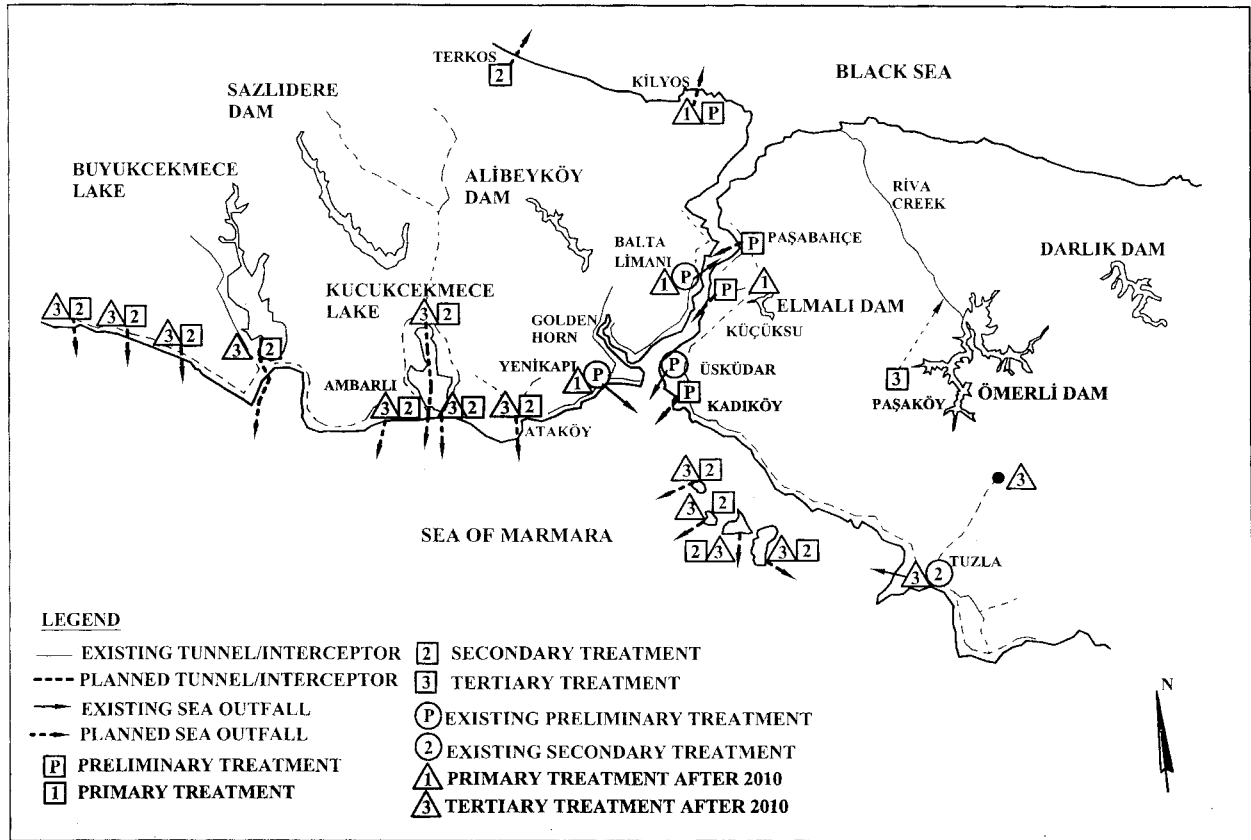 TERKOS
2
KİLYOS
1 P
BLACK SEA
SAZLIDERE
DAM
BUYUKCEKMECE
LAKE
ALIBEYKÖY
DAM
RİVA
CREEK
BALTA
LIMANI
1 P
P PAŞABAHÇE
DARLIK DAM
P 1
ELMALI DAM
KÜÇÜKSU
KUCUKCEKMECE
LAKE
3 2
GOLDEN
HORN
3 2
3 2
3 2
3 2
YENİKAPI
1 P
P ÜSKÜDAR
P KADIKÖY
3
PAŞAKÖY
ÖMERLİ DAM
AMBARLI
3 2
3 2
3 2
ATAKÖY
3 2
3 2
2 3
3 2
3
SEA OF MARMARA
TUZLA
3 2
LEGEND
EXISTING TUNNEL/INTERCEPTOR
PLANNED TUNNEL/INTERCEPTOR
EXISTING SEA OUTFALL
PLANNED SEA OUTFALL
P PRELIMINARY TREATMENT
1 PRIMARY TREATMENT
2 SECONDARY TREATMENT
3 TERTIARY TREATMENT
P EXISTING PRELIMINARY TREATMENT
2 EXISTING SECONDARY TREATMENT
1 PRIMARY TREATMENT AFTER 2010
3 TERTIARY TREATMENT AFTER 2010
N